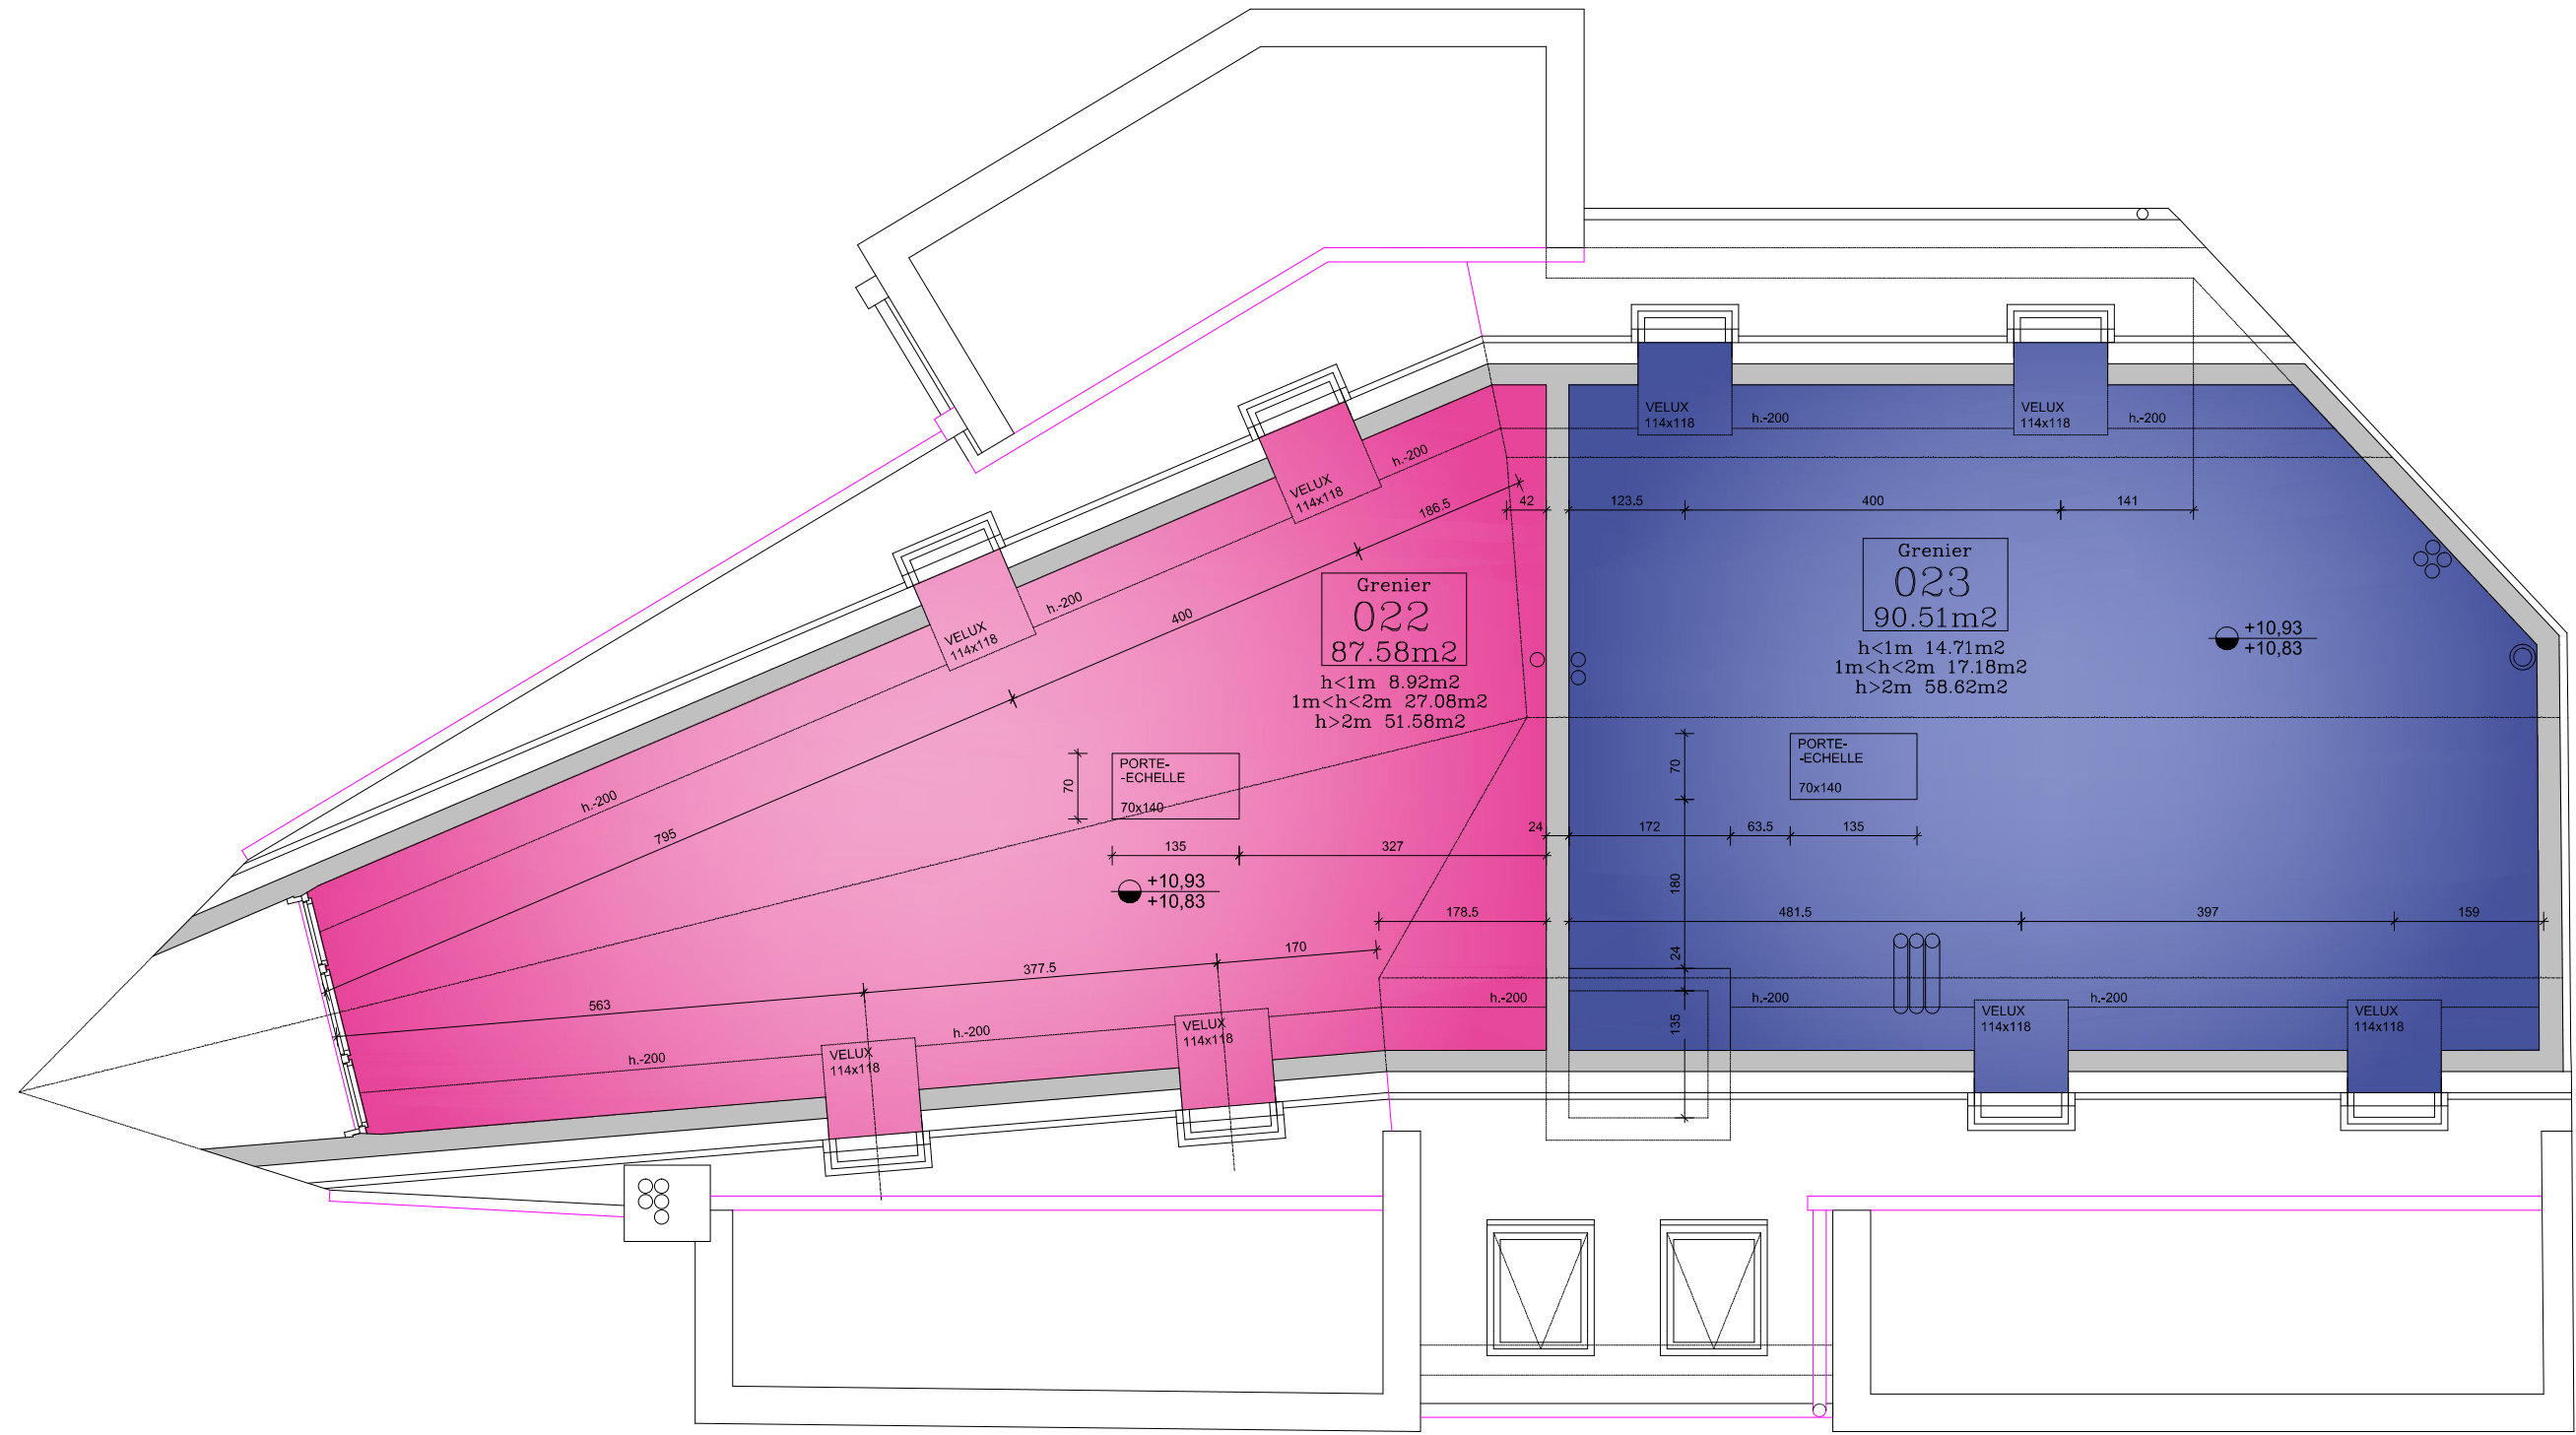 VELUX
114x118
h.-200
VELUX
114x118
h.-200
h.-200
VELUX
114x118
186.5
42
123.5
400
141
Grenier
023
90.51m2
h<1m 14.71m2
1m<h<2m 17.18m2
h>2m 58.62m2
Grenier
022
87.58m2
h<1m 8.92m2
1m<h<2m 27.08m2
h>2m 51.58m2
+10,93
+10,83
h.-200
400
VELUX
114x118
h.-200
795
70
PORTE-
-ECHELLE
70x140
70
PORTE-
-ECHELLE
70x140
24
172
63.5
135
135
327
+10,93
+10,83
180
178.5
481.5
397
159
170
377.5
563
24
h.-200
h.-200
h.-200
135
VELUX
114x118
VELUX
114x118
VELUX
114x118
h.-200
VELUX
114x118
h.-200